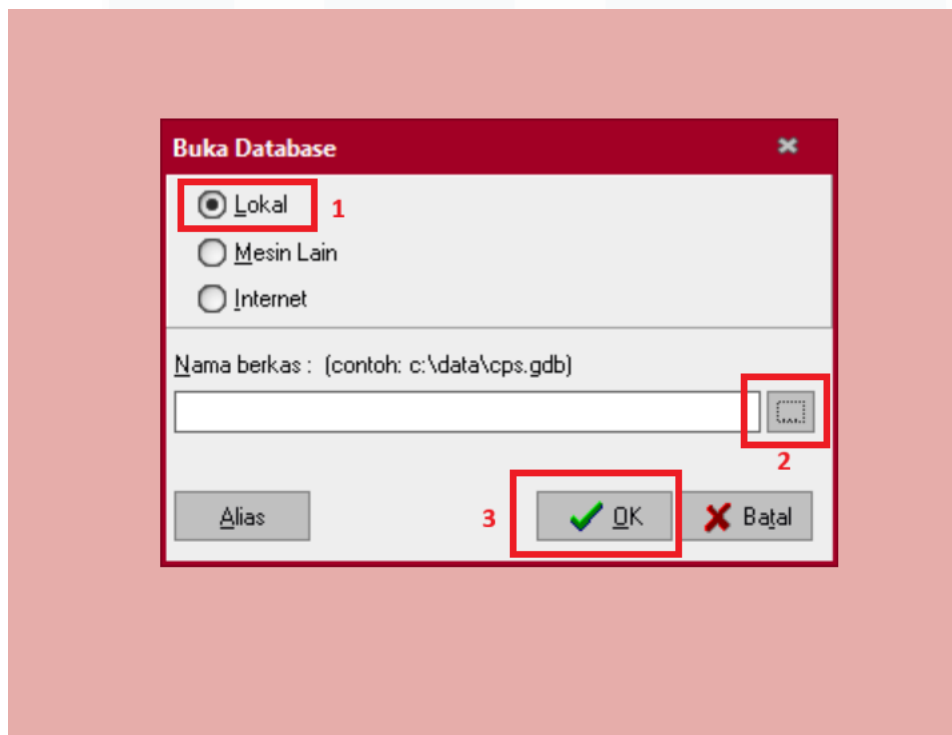 Buka Database
Lokal 1
Mesin Lain
Internet
Nama berkas : (contoh: c:\data\cps.gdb)
...
2
Alias 3 OK Batal